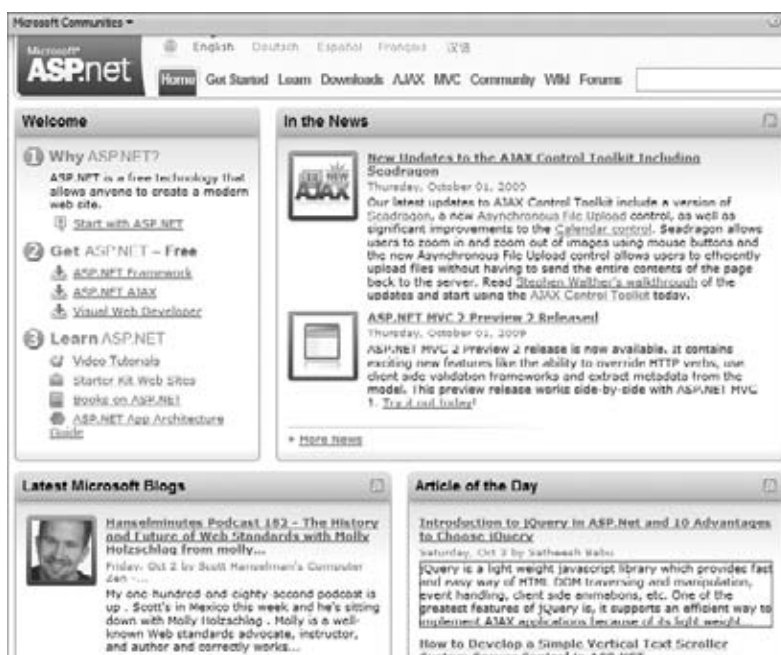 Microsoft Communities
English Deutsch Español Français 汉语
Microsoft
ASP.net
Home Get Started Learn Downloads AJAX MVC Community Wiki Forums
Welcome
1 Why ASP.NET?
ASP.NET is a free technology that
allows anyone to create a modern
web site.
Start with ASP.NET
2 Get ASP.NET – Free
ASP.NET Framework
ASP.NET AJAX
Visual Web Developer
3 Learn ASP.NET
Video Tutorials
Starter Kit Web Sites
Books on ASP.NET
ASP.NET App Architecture
Guide
In the News
NEW
AJAX
New Updates to the AJAX Control Toolkit Including
Seadragon
Thursday, October 01, 2009
Our latest updates to AJAX Control Toolkit include a version of
Seadragon, a new Asynchronous File Upload control, as well as
significant improvements to the Calendar control. Seadragon allows
users to zoom in and zoom out of images using mouse buttons and
the new Asynchronous File Upload control allows users to efficiently
upload files without having to send the entire contents of the page
back to the server. Read Stephen Walther's walkthrough of the
updates and start using the AJAX Control Toolkit today.
ASP.NET MVC 2 Preview 2 Released
Thursday, October 01, 2009
ASP.NET MVC 2 Preview 2 release is now available. It contains
exciting new features like the ability to override HTTP verbs, use
client side validation frameworks and extract metadata from the
model. This preview release works side-by-side with ASP.NET MVC
1. Try it out today!
+ More News
Latest Microsoft Blogs
Hanselminutes Podcast 182 - The History
and Future of Web Standards with Molly
Holzschlag from molly...
Friday, Oct 2 by Scott Hanselman's Computer
Zen -...
My one hundred and eighty second podcast is
up . Scott's in Mexico this week and he's sitting
down with Molly Holzschlag . Molly is a well-
known Web standards advocate, instructor,
and author and correctly works...
Article of the Day
Introduction to jQuery in ASP.Net and 10 Advantages
to Choose jQuery
Saturday, Oct 3 by Satheesh Babu
jQuery is a light weight javascript library which provides fast
and easy way of HTML DOM traversing and manipulation,
event handling, client side animations, etc. One of the
greatest features of jQuery is, it supports an efficient way to
implement AJAX applications because of its light weight...
How to Develop a Simple Vertical Text Scroller
Custom Server Control in ASP.NET